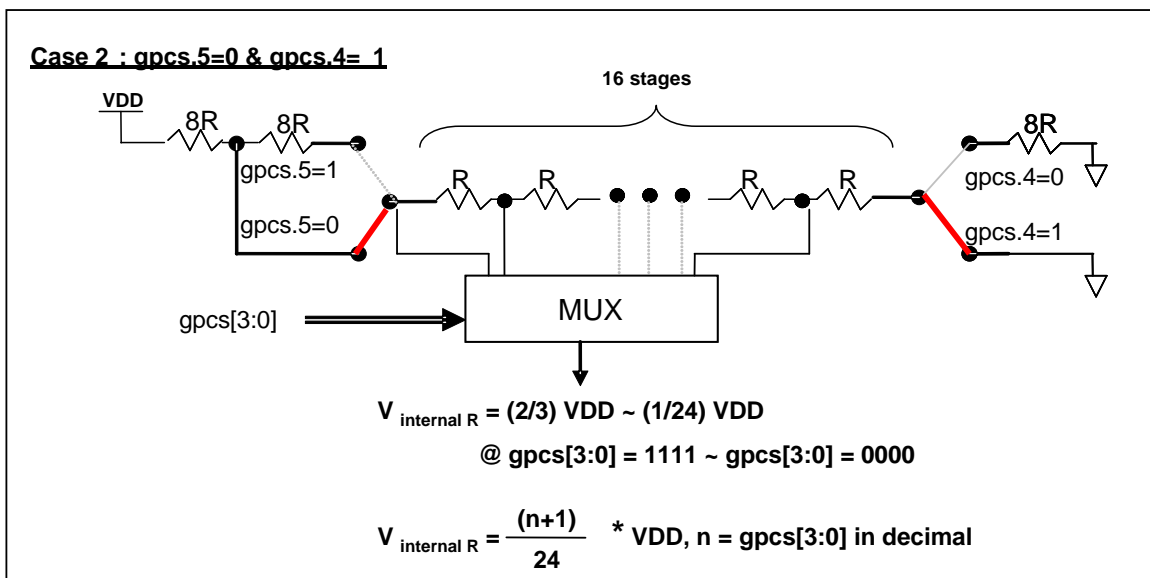 Case 2 : gpcs.5=0 & gpcs.4= 1
16 stages
VDD
8R 8R 8R
gpcs.5=1
R R R R
gpcs.4=0
gpcs.5=0
gpcs.4=1
MUX
gpcs[3:0]
V internal R = (2/3) VDD ~ (1/24) VDD
@ gpcs[3:0] = 1111 ~ gpcs[3:0] = 0000
V internal R = (n+1) / 24 * VDD, n = gpcs[3:0] in decimal